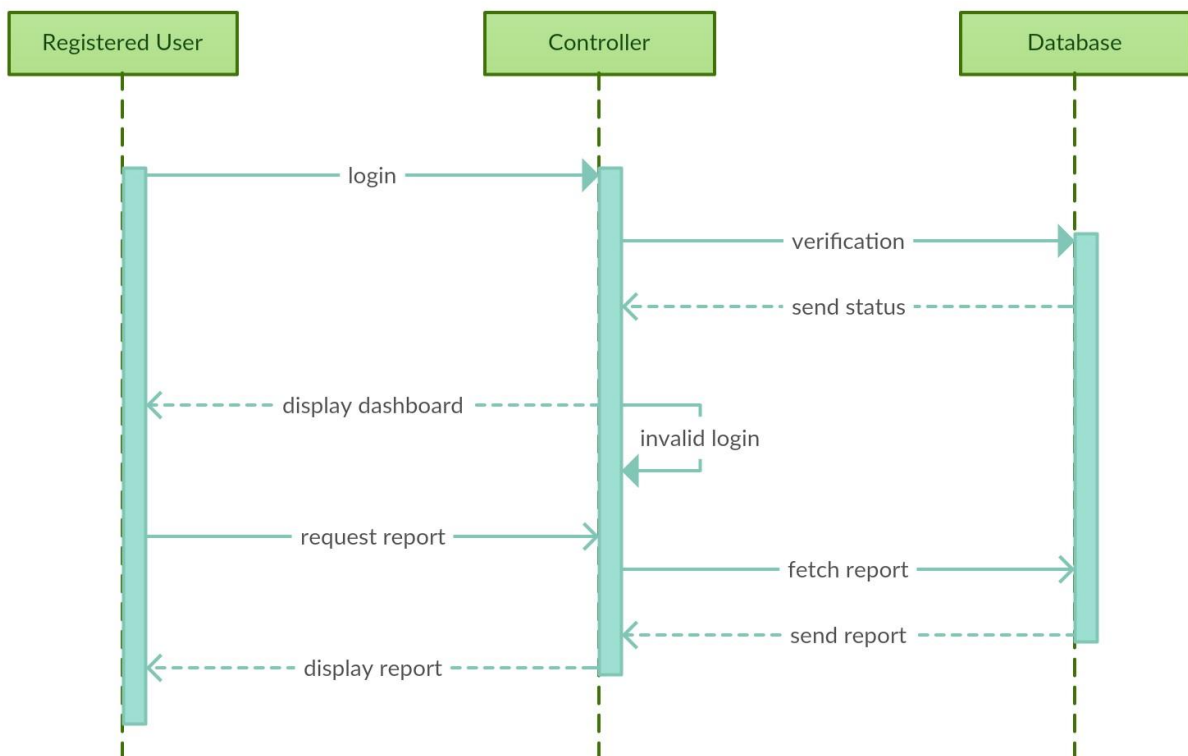 Registered User
Controller
Database
login
verification
send status
display dashboard
invalid login
request report
fetch report
send report
display report